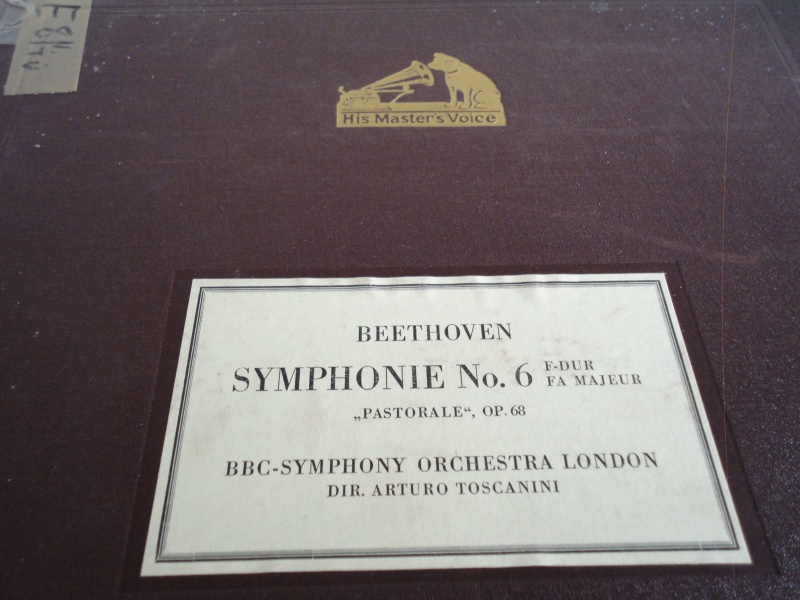 His Master's Voice
BEETHOVEN
SYMPHONIE No. 6 F-DUR
FA MAJEUR
„PASTORALE“, OP. 68
BBC-SYMPHONY ORCHESTRA LONDON
DIR. ARTURO TOSCANINI